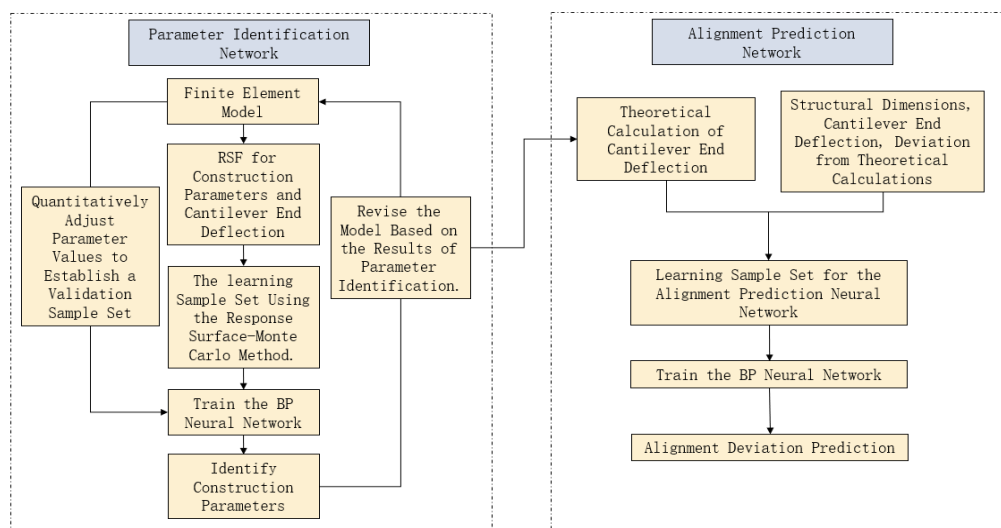 Parameter Identification
Network
Finite Element
Model
RSF for
Construction
Parameters and
Cantilever End
Deflection
Quantitatively
Adjust
Parameter
Values to
Establish a
Validation
Sample Set
The learning
Sample Set Using
the Response
Surface-Monte
Carlo Method.
Train the BP
Neural Network
Identify
Construction
Parameters
Revise the
Model Based on
the Results of
Parameter
Identification.
Alignment Prediction
Network
Theoretical
Calculation of
Cantilever End
Deflection
Structural Dimensions,
Cantilever End
Deflection, Deviation
from Theoretical
Calculations
Learning Sample Set for the
Alignment Prediction Neural
Network
Train the BP Neural Network
Alignment Deviation Prediction